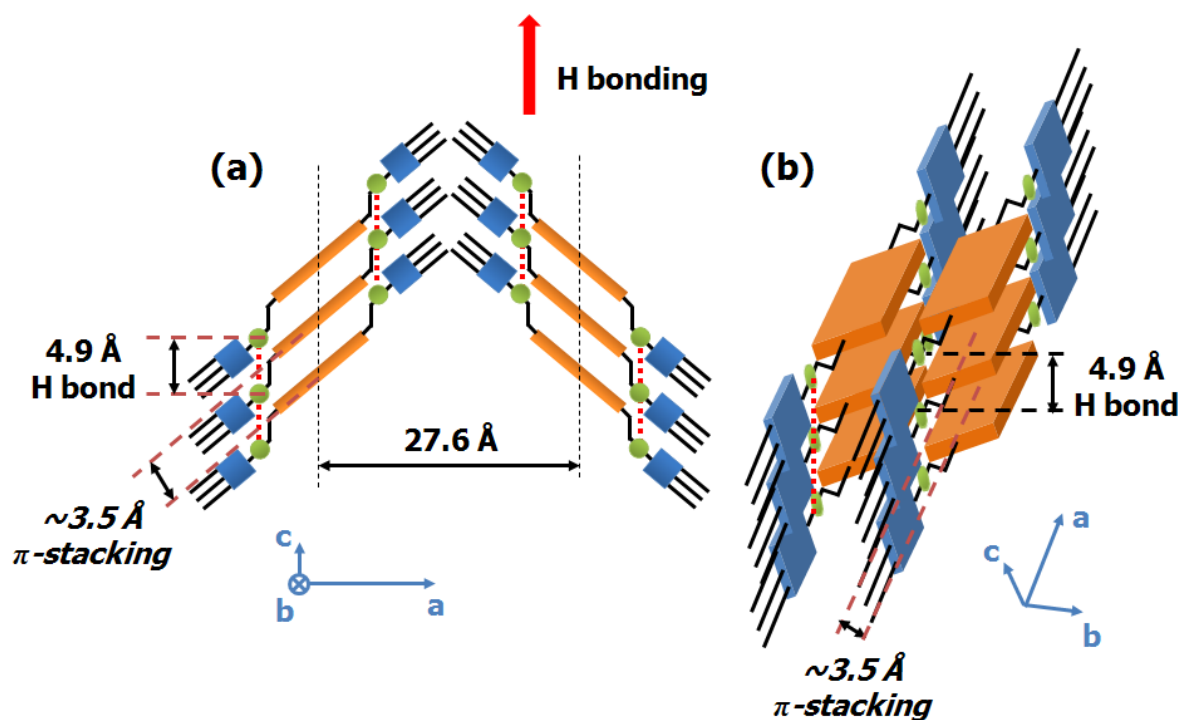 H bonding
(a)
(b)
4.9 Å
H bond
27.6 Å
~3.5 Å
π-stacking
c
b
a
4.9 Å
H bond
a
c
b
~3.5 Å
π-stacking